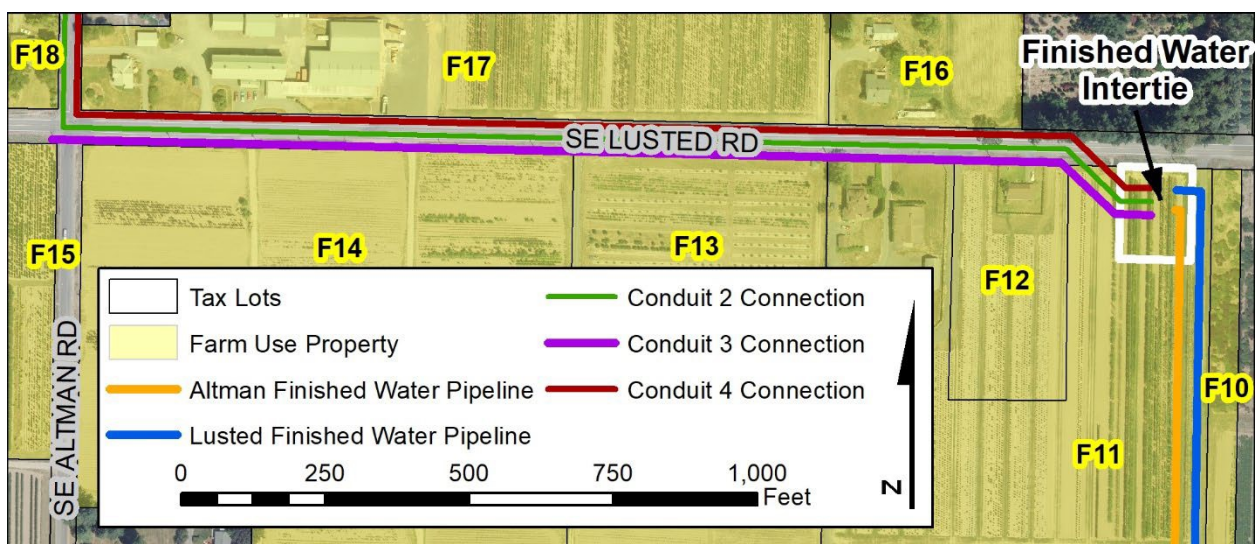 F18
F17
F16
Finished Water
Intertie
SE LUSTED RD
F15
F14
F13
F12
F11
F10
SE ALTMAN RD
Tax Lots
Farm Use Property
Altman Finished Water Pipeline
Lusted Finished Water Pipeline
Conduit 2 Connection
Conduit 3 Connection
Conduit 4 Connection
0 250 500 750 1,000
Feet
N